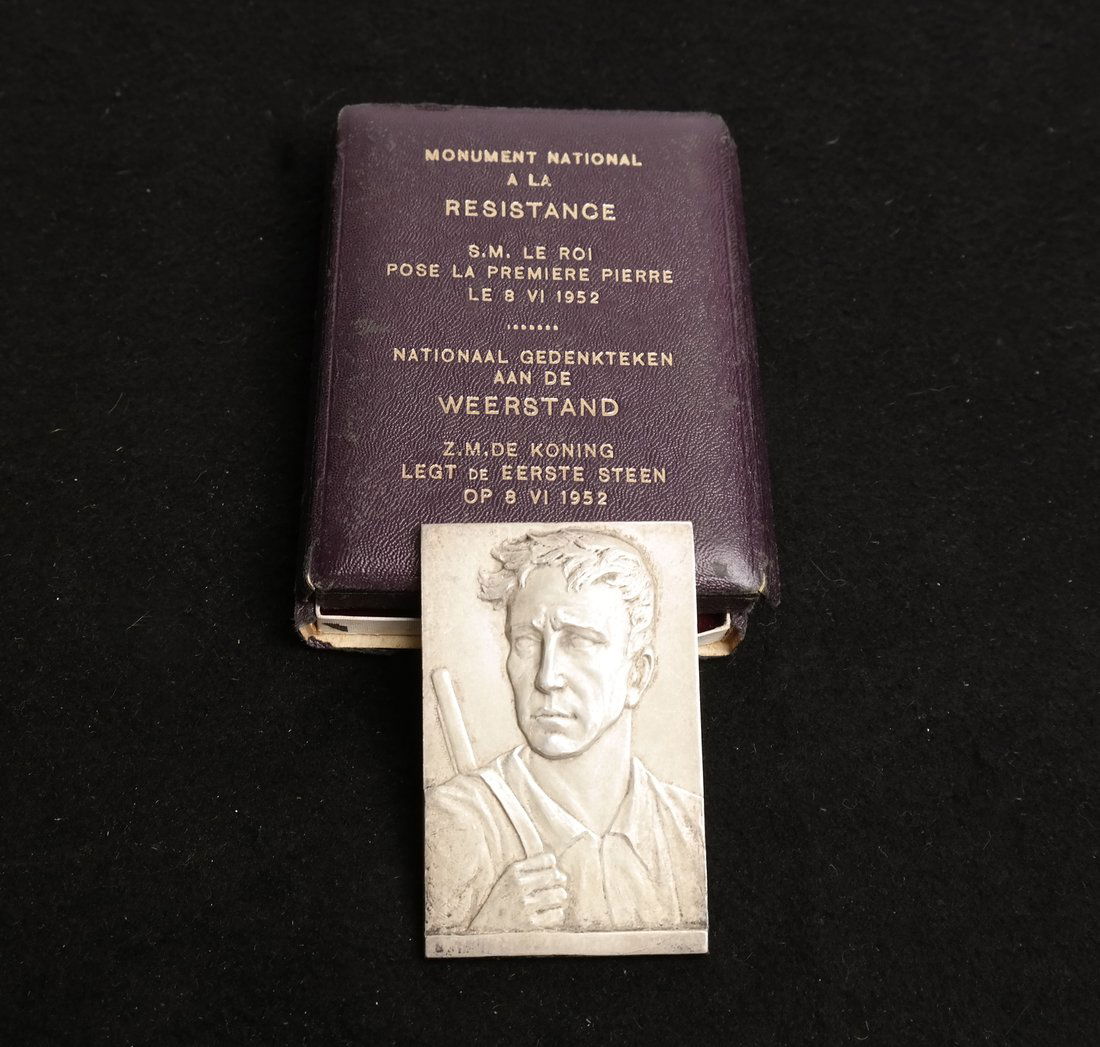 MONUMENT NATIONAL
A LA
RESISTANCE
S.M. LE ROI
POSE LA PREMIERE PIERRE
LE 8 VI 1952
NATIONAAL GEDENKTEKEN
AAN DE
WEERSTAND
Z.M, DE KONING
LEGT DE EERSTE STEEN
OP 8 VI 1952